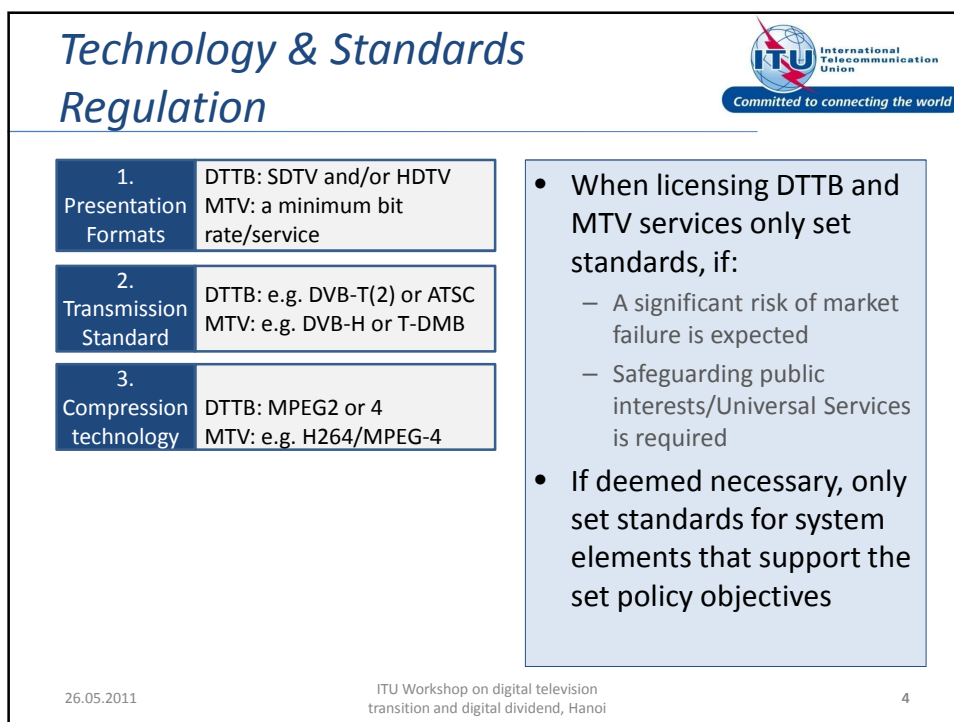 Technology & Standards
Regulation
ITU
International
Telecommunication
Union
Committed to connecting the world
1.
Presentation
Formats
DTTB: SDTV and/or HDTV
MTV: a minimum bit
rate/service
2.
Transmission
Standard
DTTB: e.g. DVB-T(2) or ATSC
MTV: e.g. DVB-H or T-DMB
3.
Compression
technology
DTTB: MPEG2 or 4
MTV: e.g. H264/MPEG-4
• When licensing DTTB and
MTV services only set
standards, if:
– A significant risk of market
failure is expected
– Safeguarding public
interests/Universal Services
is required
• If deemed necessary, only
set standards for system
elements that support the
set policy objectives
26.05.2011
ITU Workshop on digital television
transition and digital dividend, Hanoi
4